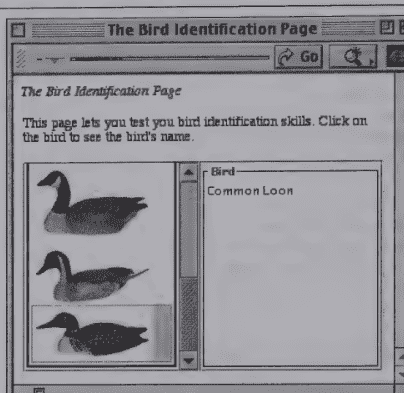 The Bird Identification Page
Go
The Bird Identification Page
This page lets you test you bird identification skills. Click on
the bird to see the bird's name.
Bird
Common Loon